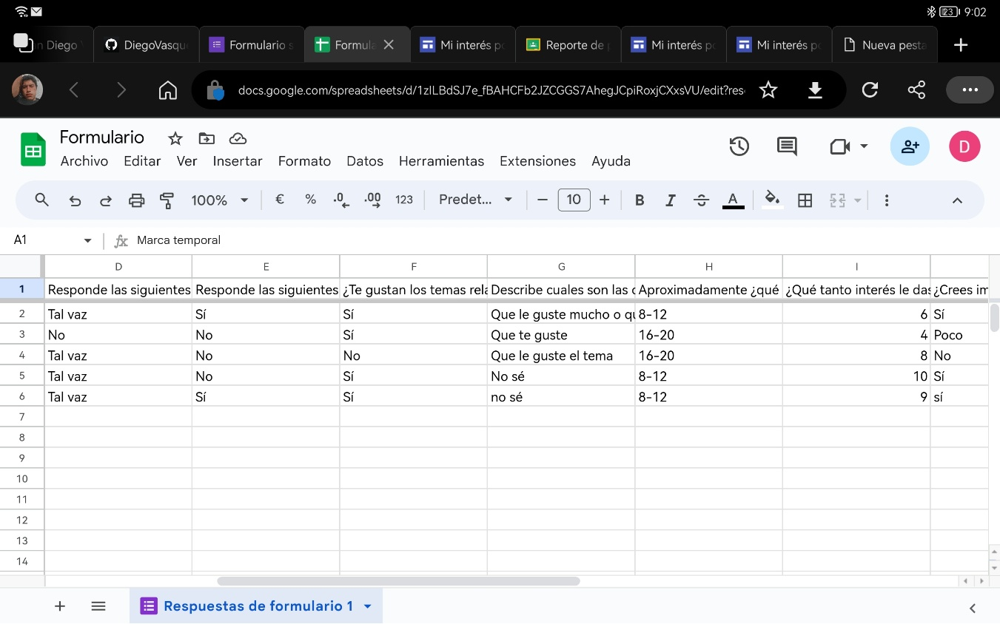 23 9:02
n Diego
DiegoVasqu
Formulario s
Formula
Mi interés po
Reporte de
Mi interés po
Mi interés po
Nueva pesta
docs.google.com/spreadsheets/d/1zILBdSJ7e_fBAHCFb2JZCGGS7AhegJCpiRoxjCXxsVU/edit?res
Formulario
Archivo Editar Ver Insertar Formato Datos Herramientas Extensiones Ayuda
D
100% € % .0 .00 123 Predet... − 10 + B I S A
A1 fx Marca temporal
D E F G H I
1 Responde las siguientes Responde las siguientes ¿Te gustan los temas rela Describe cuales son las c Aproximadamente ¿qué ¿Qué tanto interés le das ¿Crees im
2 Tal vaz Sí Sí Que le guste mucho o qu 8-12 6 Sí
3 No No Sí Que te guste 16-20 4 Poco
4 Tal vaz No No Que le guste el tema 16-20 8 No
5 Tal vaz No Sí No sé 8-12 10 Sí
6 Tal vaz Sí Sí no sé 8-12 9 sí
7
8
9
10
11
12
13
14
Respuestas de formulario 1